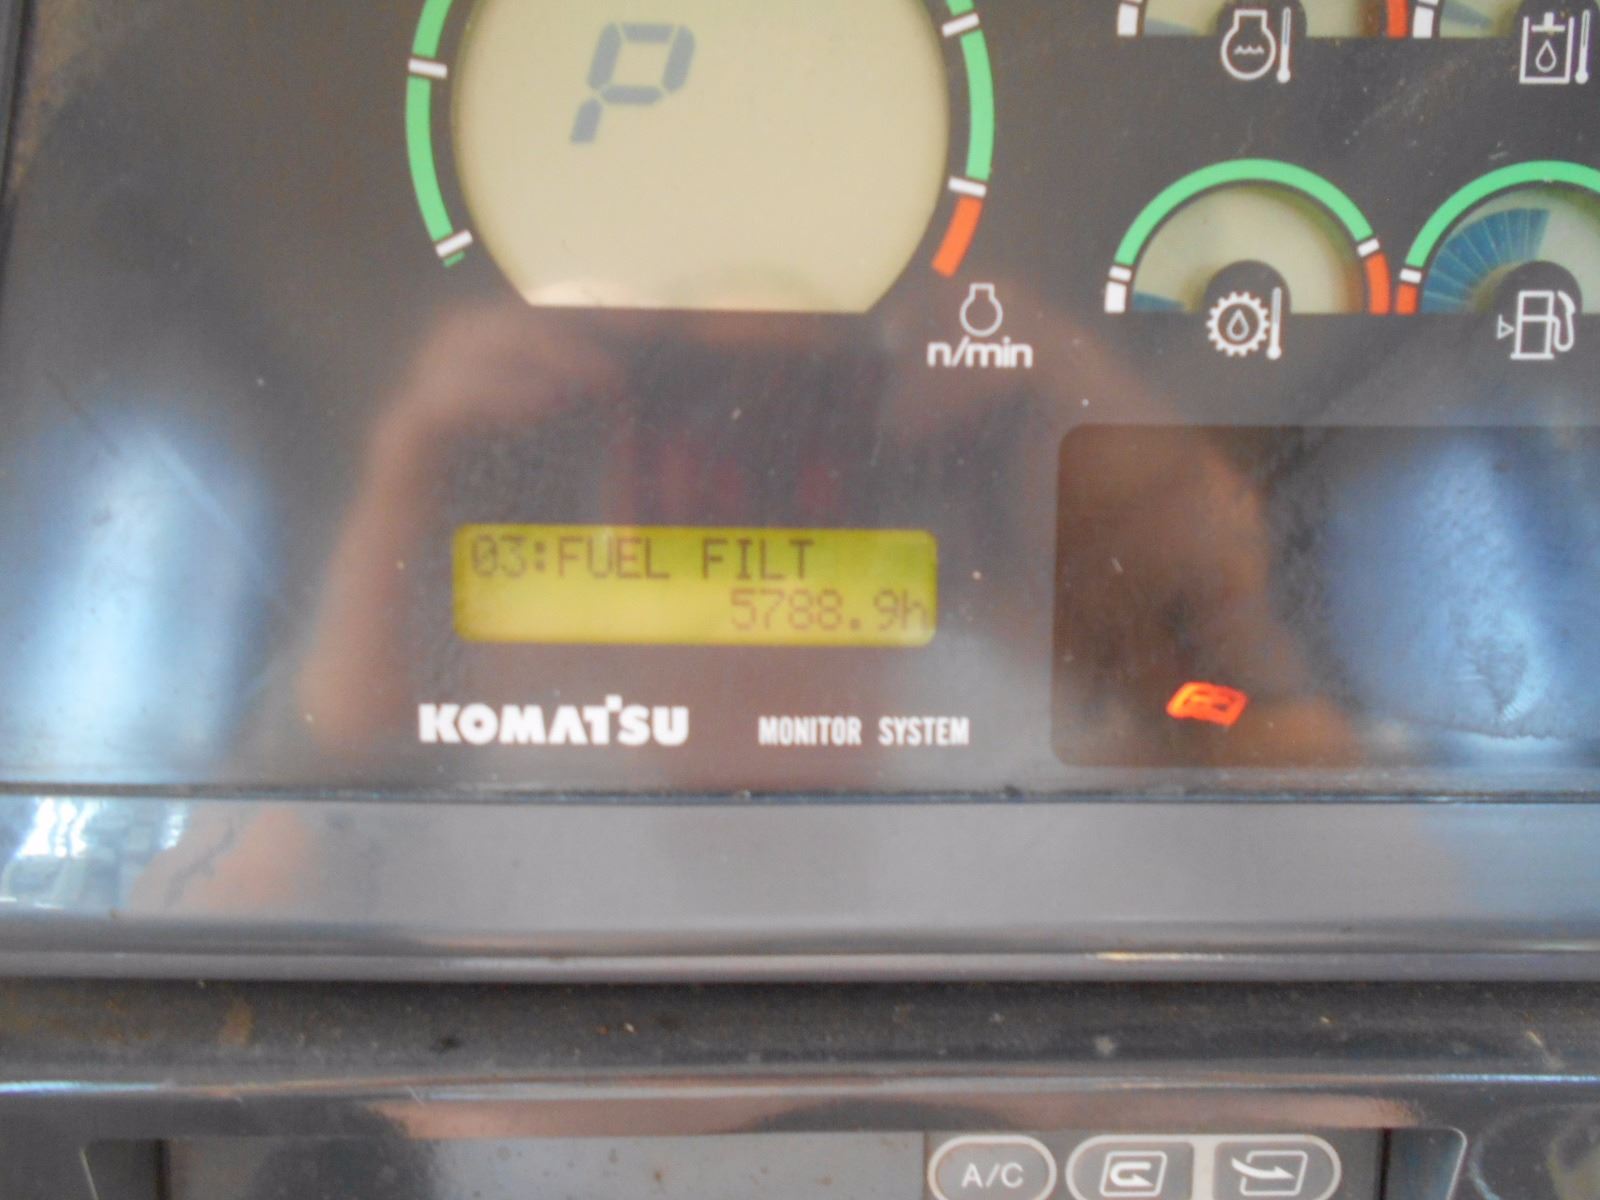 P
n/min
03:FUEL FILT
5788.9h
KOMATSU MONITOR SYSTEM
A/C